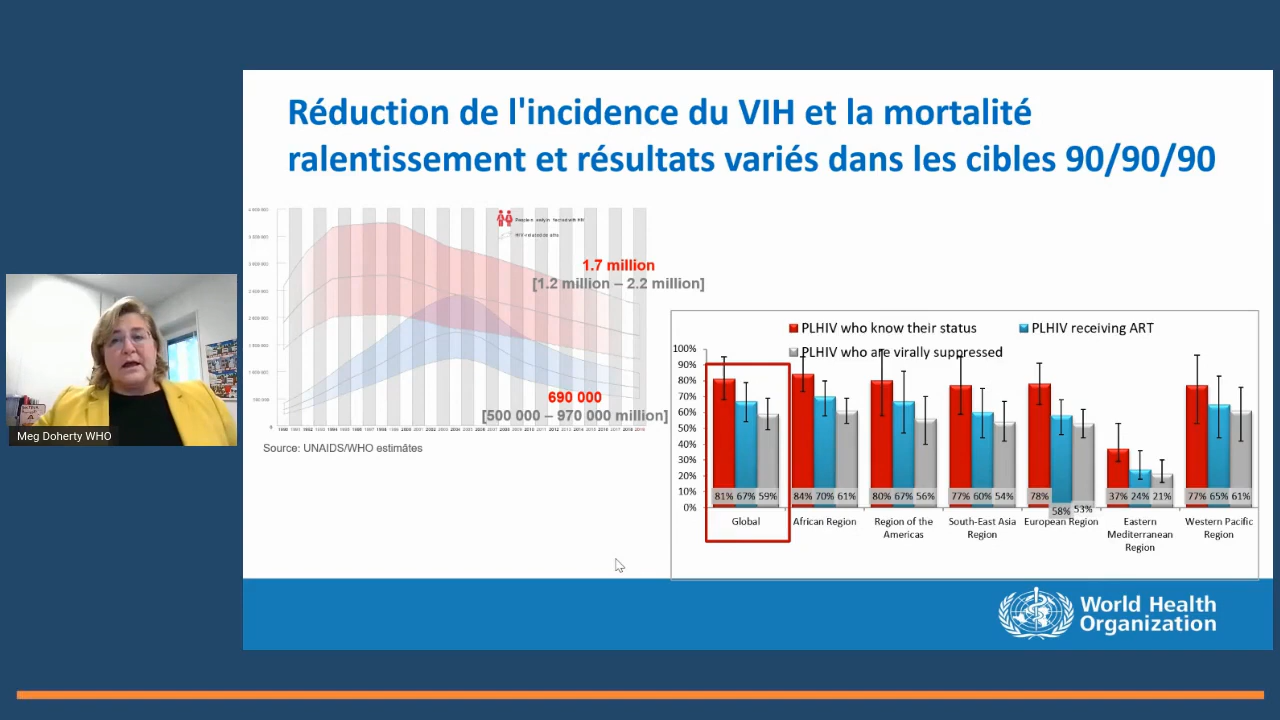 Réduction de l'incidence du VIH et la mortalité
ralentissement et résultats variés dans les cibles 90/90/90
1.7 million
[1.2 million – 2.2 million]
690 000
[500 000 – 970 000 million]
Source: UNAIDS/WHO estimâtes
PLHIV who know their status
PLHIV receiving ART
PLHIV who are virally suppressed
100%
90%
80%
70%
60%
50%
40%
30%
20%
10%
0%
81% 67% 59%
84% 70% 61%
80% 67% 56%
77% 60% 54%
78% 58% 53%
37% 24% 21%
77% 65% 61%
Global
African Region
Region of the
Americas
South-East Asia
Region
European Region
Eastern
Mediterranean
Region
Western Pacific
Region
World Health
Organization
Meg Doherty WHO